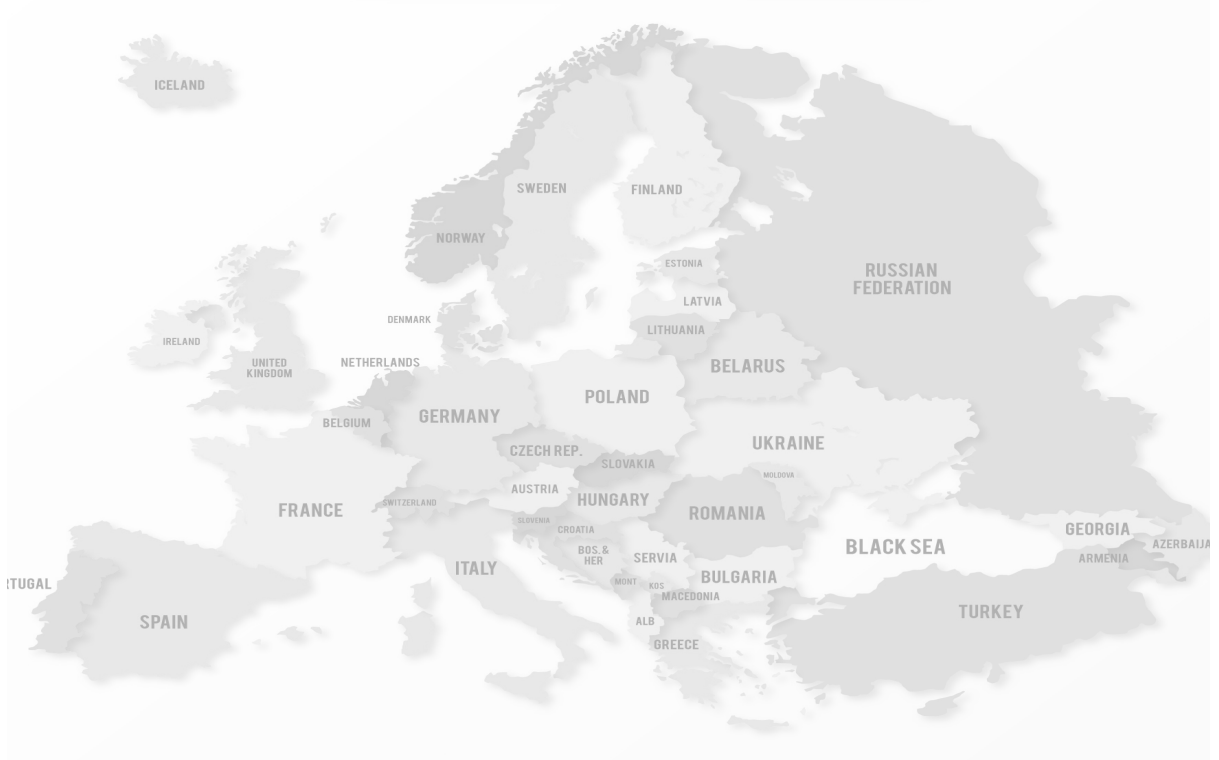 ICELAND
SWEDEN
FINLAND
NORWAY
ESTONIA
RUSSIAN
FEDERATION
LATVIA
DENMARK
LITHUANIA
IRELAND
UNITED
KINGDOM
NETHERLANDS
BELARUS
POLAND
GERMANY
BELGIUM
UKRAINE
CZECH REP.
SLOVAKIA
MOLDOVA
AUSTRIA
HUNGARY
SWITZERLAND
FRANCE
ROMANIA
SLOVENIA
CROATIA
GEORGIA
BLACK SEA
AZERBAIJA
BOS. &
HER
SERVIA
ARMENIA
ITALY
BULGARIA
MONT
KOS
RTUGAL
MACEDONIA
TURKEY
SPAIN
ALB
GREECE